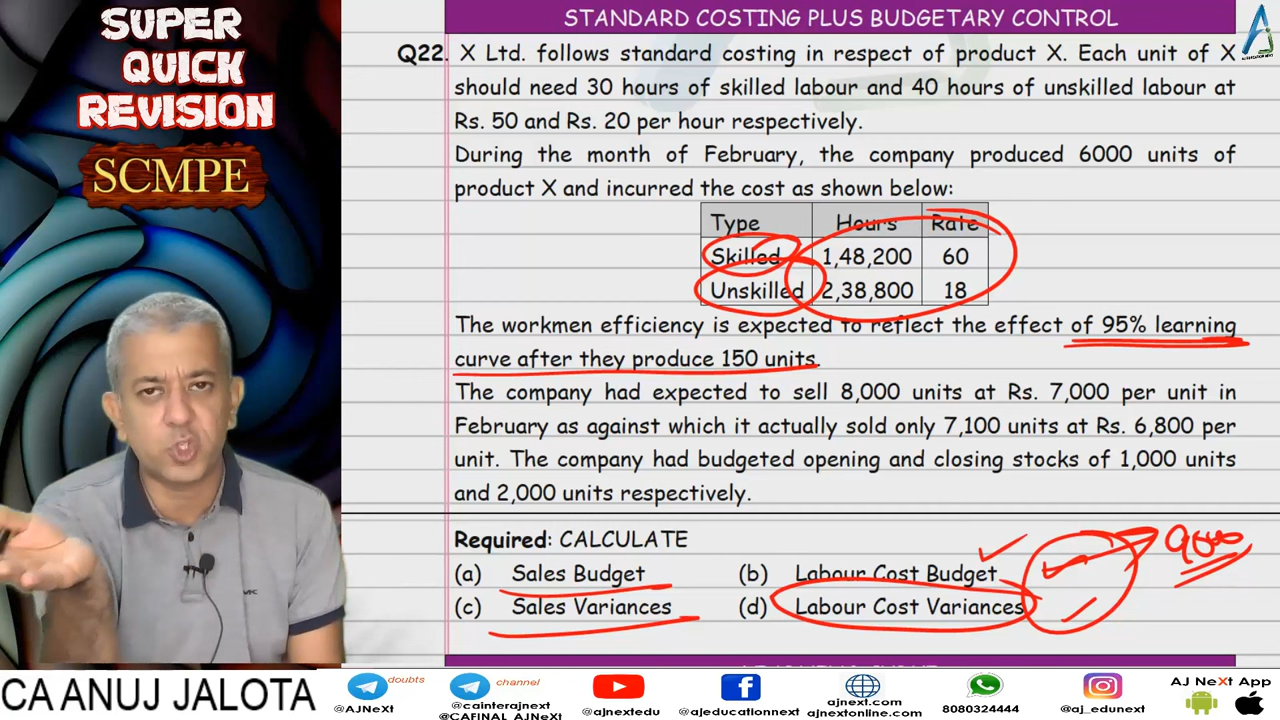 SUPER
QUICK
REVISION
SCMPE
STANDARD COSTING PLUS BUDGETARY CONTROL
Q22. X Ltd. follows standard costing in respect of product X. Each unit of X
should need 30 hours of skilled labour and 40 hours of unskilled labour at
Rs. 50 and Rs. 20 per hour respectively.
During the month of February, the company produced 6000 units of
product X and incurred the cost as shown below:
Type Hours Rate
Skilled 1,48,200 60
Unskilled 2,38,800 18
The workmen efficiency is expected to reflect the effect of 95% learning
curve after they produce 150 units.
The company had expected to sell 8,000 units at Rs. 7,000 per unit in
February as against which it actually sold only 7,100 units at Rs. 6,800 per
unit. The company had budgeted opening and closing stocks of 1,000 units
and 2,000 units respectively.
Required: CALCULATE
(a) Sales Budget (b) Labour Cost Budget
(c) Sales Variances (d) Labour Cost Variances
9000
CA ANUJ JALOTA
doubts
@AJNeXt
channel
@cainterajnext
@CAFINAL_AJNeXt
@ajnextedu
@ajeducationnext
ajnext.com
ajnextonline.com
8080324444
@aj_edunext
AJ NeXt App